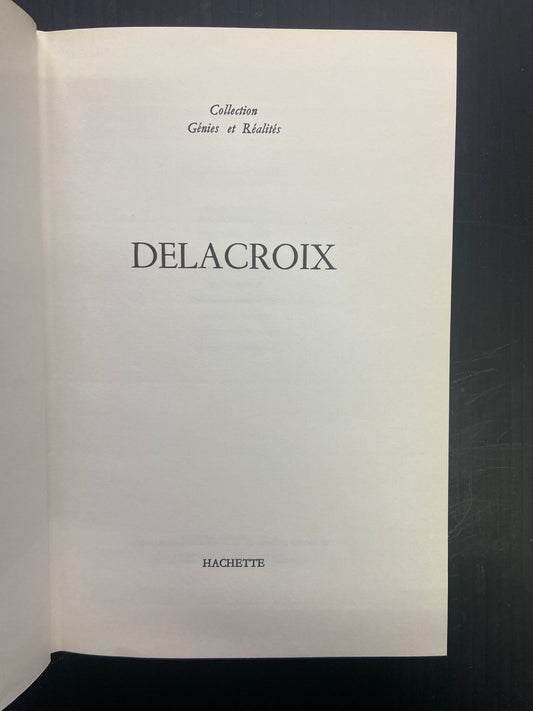 Collection
Génies et Réalités
DELACROIX
HACHETTE